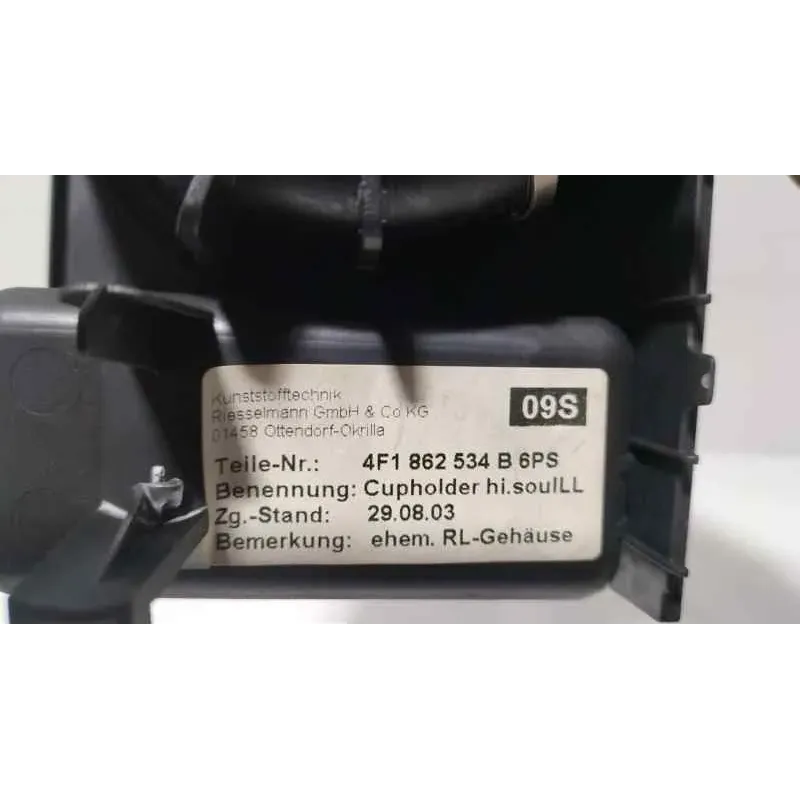 Kunststofftechnik
Riesselmann GmbH & Co KG
01458 Ottendorf-Okrilla
09S
Teile-Nr.: 4F1 862 534 B 6PS
Benennung: Cupholder hi.soulLL
Zg.-Stand: 29.08.03
Bemerkung: ehem. RL-Gehäuse